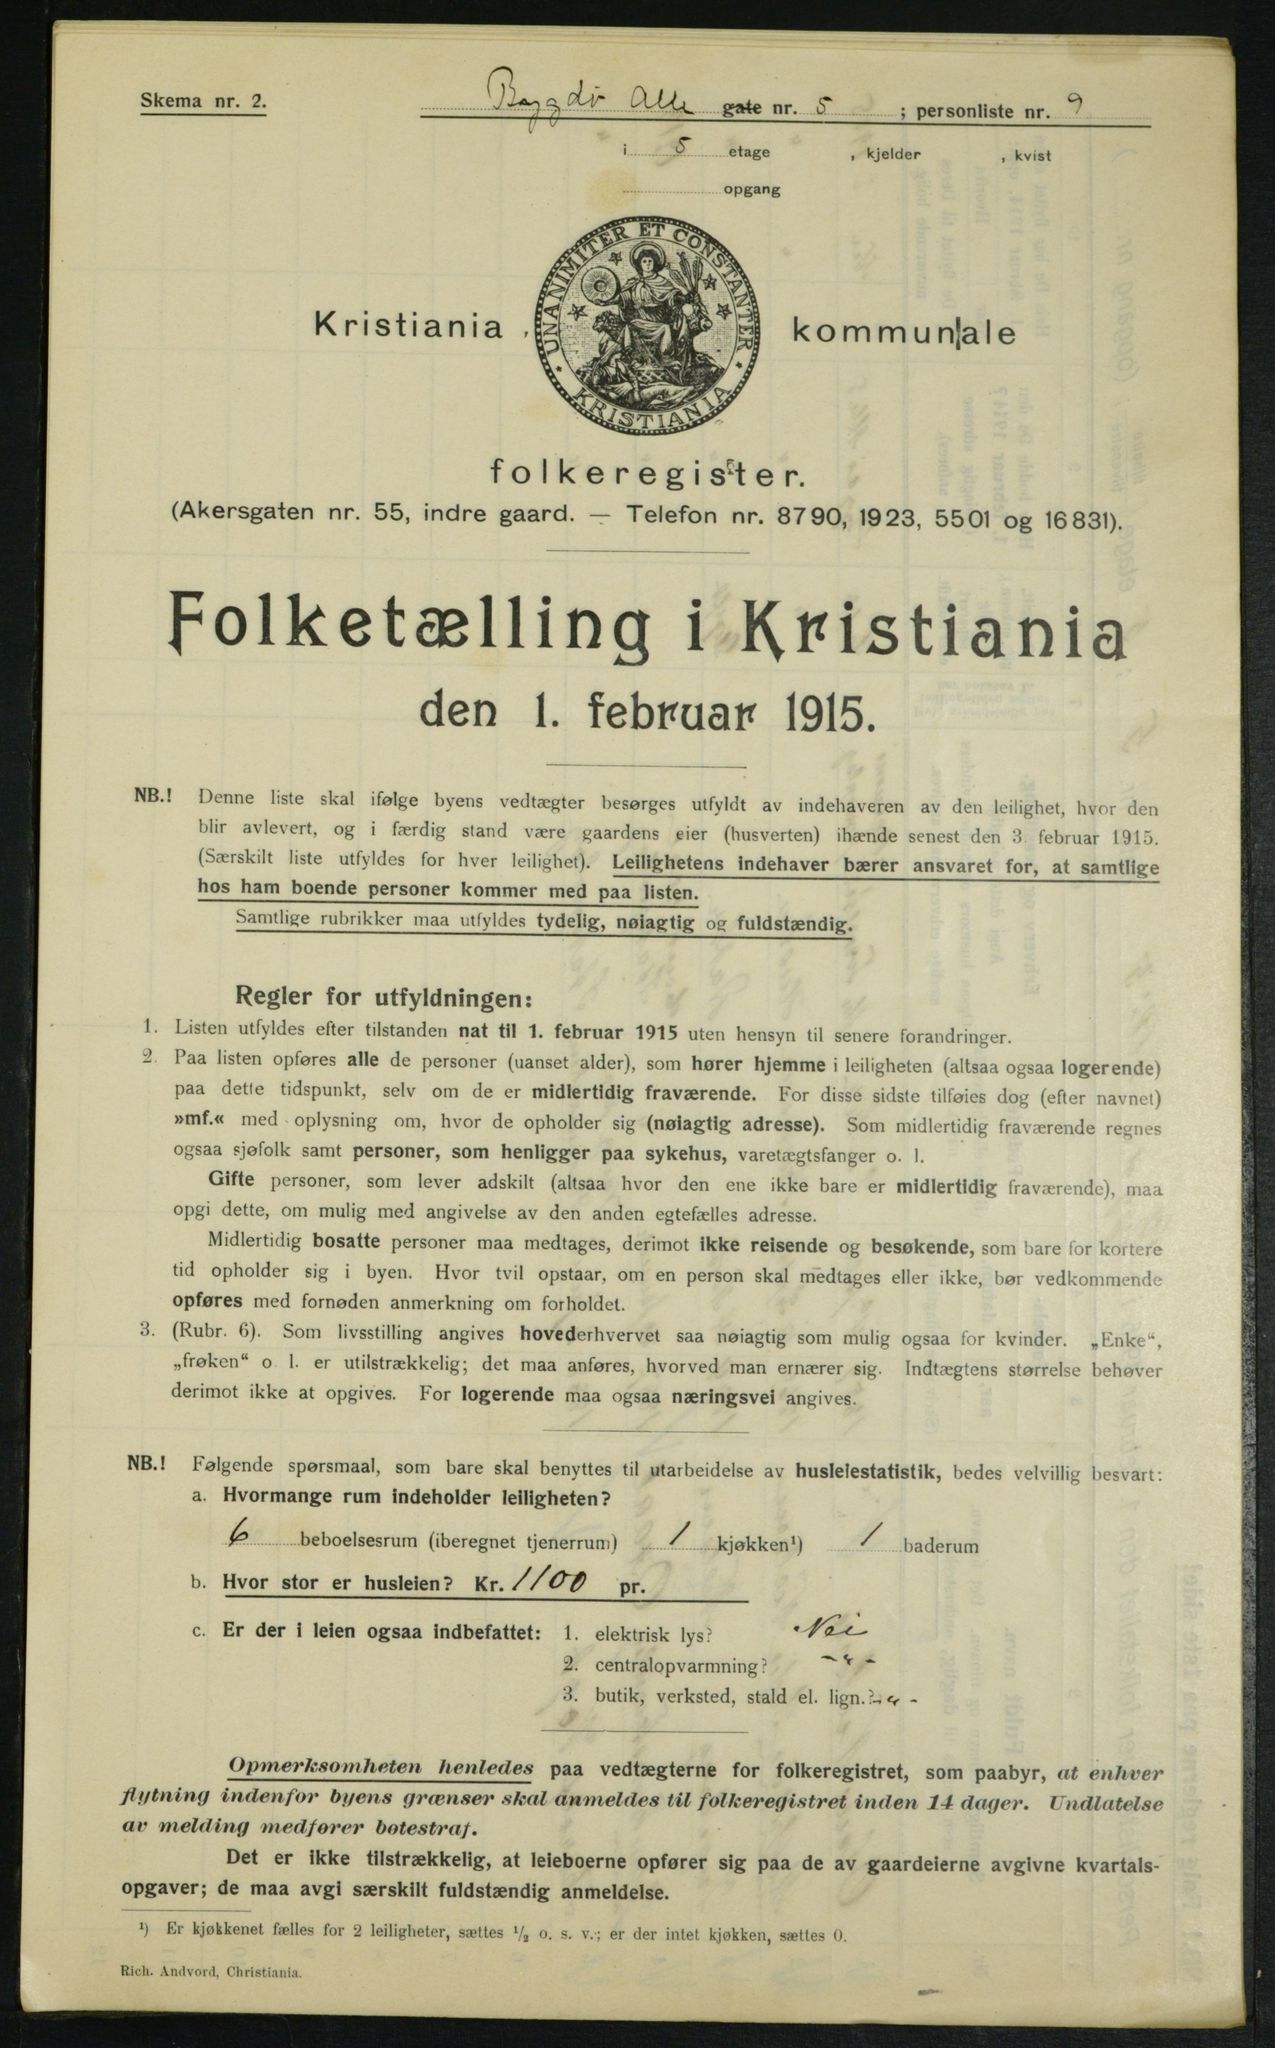 Skema nr. 2.
Bygdö Alle gate nr. 5 ; personliste nr. 9
i 5 etage , kjelder , kvist
opgang
UNANIMITER ET CONSTANTER
KRISTIANIA
Kristiania kommunale
folkeregister.
(Akersgaten nr. 55, indre gaard. — Telefon nr. 8790, 1923, 5501 og 16831).
Folketælling i Kristiania
den 1. februar 1915.
NB.! Denne liste skal ifølge byens vedtægter besørges utfyldt av indehaveren av den leilighet, hvor den
blir avlevert, og i færdig stand være gaardens eier (husverten) ihænde senest den 3. februar 1915.
(Særskilt liste utfyldes for hver leilighet). Leilighetens indehaver bærer ansvaret for, at samtlige
hos ham boende personer kommer med paa listen.
Samtlige rubrikker maa utfyldes tydelig, nøiagtig og fuldstændig.
Regler for utfyldningen:
1. Listen utfyldes efter tilstanden nat til 1. februar 1915 uten hensyn til senere forandringer.
2. Paa listen opføres alle de personer (uanset alder), som hører hjemme i leiligheten (altsaa ogsaa logerende)
paa dette tidspunkt, selv om de er midlertidig fraværende. For disse sidste tilføies dog (efter navnet)
»mf.« med oplysning om, hvor de opholder sig (nøiagtig adresse). Som midlertidig fraværende regnes
ogsaa sjøfolk samt personer, som henligger paa sykehus, varetægtsfanger o. l.
Gifte personer, som lever adskilt (altsaa hvor den ene ikke bare er midlertidig fraværende), maa
opgi dette, om mulig med angivelse av den anden egtefælles adresse.
Midlertidig bosatte personer maa medtages, derimot ikke reisende og besøkende, som bare for kortere
tid opholder sig i byen. Hvor tvil opstaar, om en person skal medtages eller ikke, bør vedkommende
opføres med fornøden anmerkning om forholdet.
3. (Rubr. 6). Som livsstilling angives hovederhvervet saa nøiagtig som mulig ogsaa for kvinder. „Enke“,
„frøken“ o l. er utilstrækkelig; det maa anføres, hvorved man ernærer sig. Indtægtens størrelse behøver
derimot ikke at opgives. For logerende maa ogsaa næringsvei angives.
NB.! Følgende spørsmaal, som bare skal benyttes til utarbeidelse av husleiestatistik, bedes velvillig besvart:
a. Hvormange rum indeholder leiligheten?
6 beboelsesrum (iberegnet tjenerrum) 1 kjøkken¹) 1 baderum
b. Hvor stor er husleien? Kr. 1100 pr.
c. Er der i leien ogsaa indbefattet: 1. elektrisk lys? Nei
2. centralopvarmning? -"-
3. butik, verksted, stald el. lign.? -"-
Opmerksomheten henledes paa vedtægterne for folkeregistret, som paabyr, at enhver
flytning indenfor byens grænser skal anmeldes til folkeregistret inden 14 dager. Undlatelse
av melding medfører bøtestraf.
Det er ikke tilstrækkelig, at leieboerne opfører sig paa de av gaardeierne avgivne kvartals-
opgaver; de maa avgi særskilt fuldstændig anmeldelse.
¹) Er kjøkkenet fælles for 2 leiligheter, sættes ½ o. s. v.; er der intet kjøkken, sættes 0.
Rich. Andvord, Christiania.